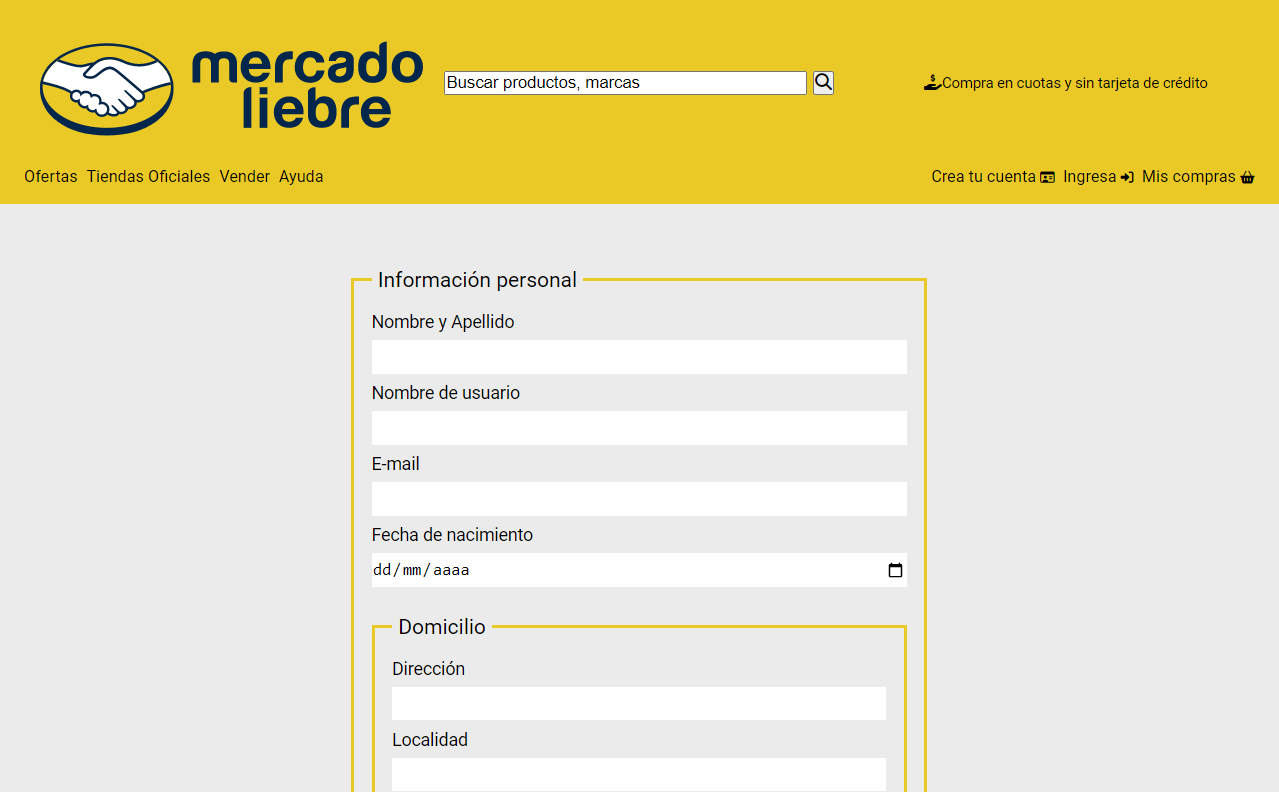 mercado
liebre
Buscar productos, marcas
Compra en cuotas y sin tarjeta de crédito
Ofertas Tiendas Oficiales Vender Ayuda
Crea tu cuenta Ingresa Mis compras
Información personal
Nombre y Apellido
Nombre de usuario
E-mail
Fecha de nacimiento
dd/mm/aaaa
Domicilio
Dirección
Localidad